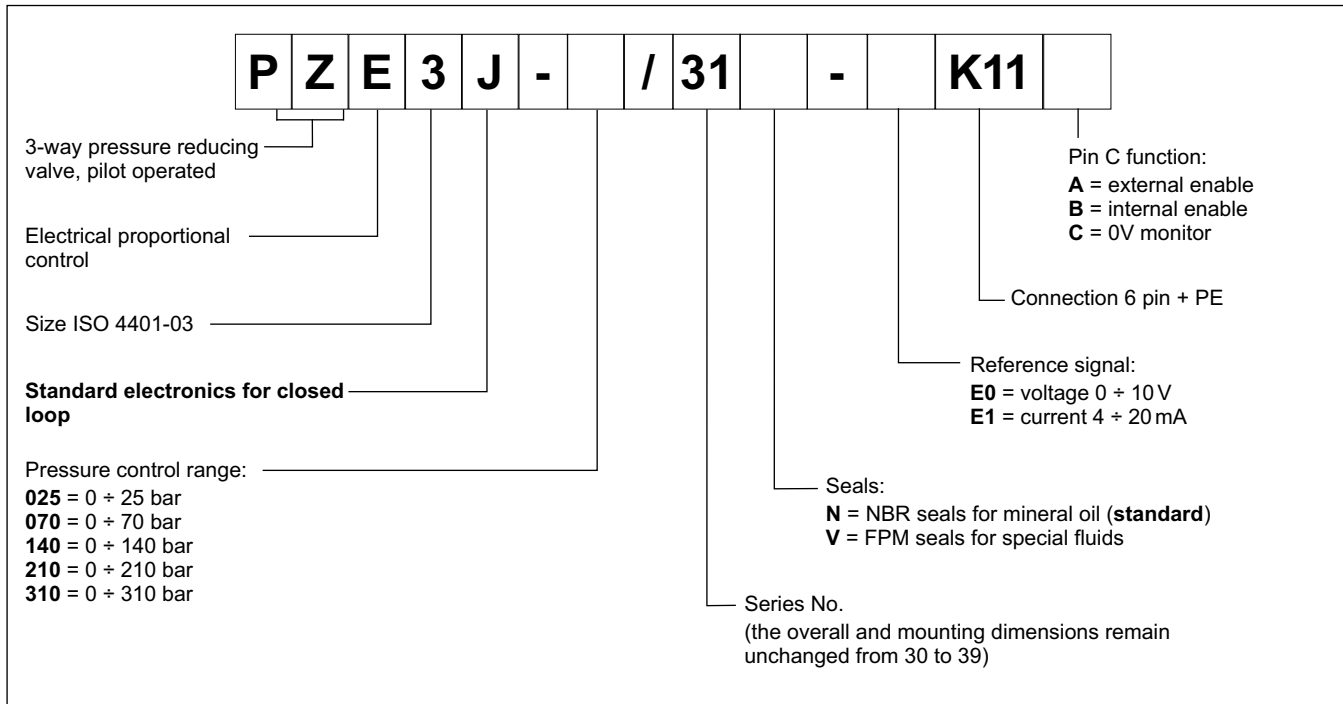 P Z E 3 J - / 31 - K11
3-way pressure reducing
valve, pilot operated
Electrical proportional
control
Size ISO 4401-03
Standard electronics for closed
loop
Pressure control range:
025 = 0 ÷ 25 bar
070 = 0 ÷ 70 bar
140 = 0 ÷ 140 bar
210 = 0 ÷ 210 bar
310 = 0 ÷ 310 bar
Pin C function:
A = external enable
B = internal enable
C = 0V monitor
Connection 6 pin + PE
Reference signal:
E0 = voltage 0 ÷ 10 V
E1 = current 4 ÷ 20 mA
Seals:
N = NBR seals for mineral oil (standard)
V = FPM seals for special fluids
Series No.
(the overall and mounting dimensions remain
unchanged from 30 to 39)